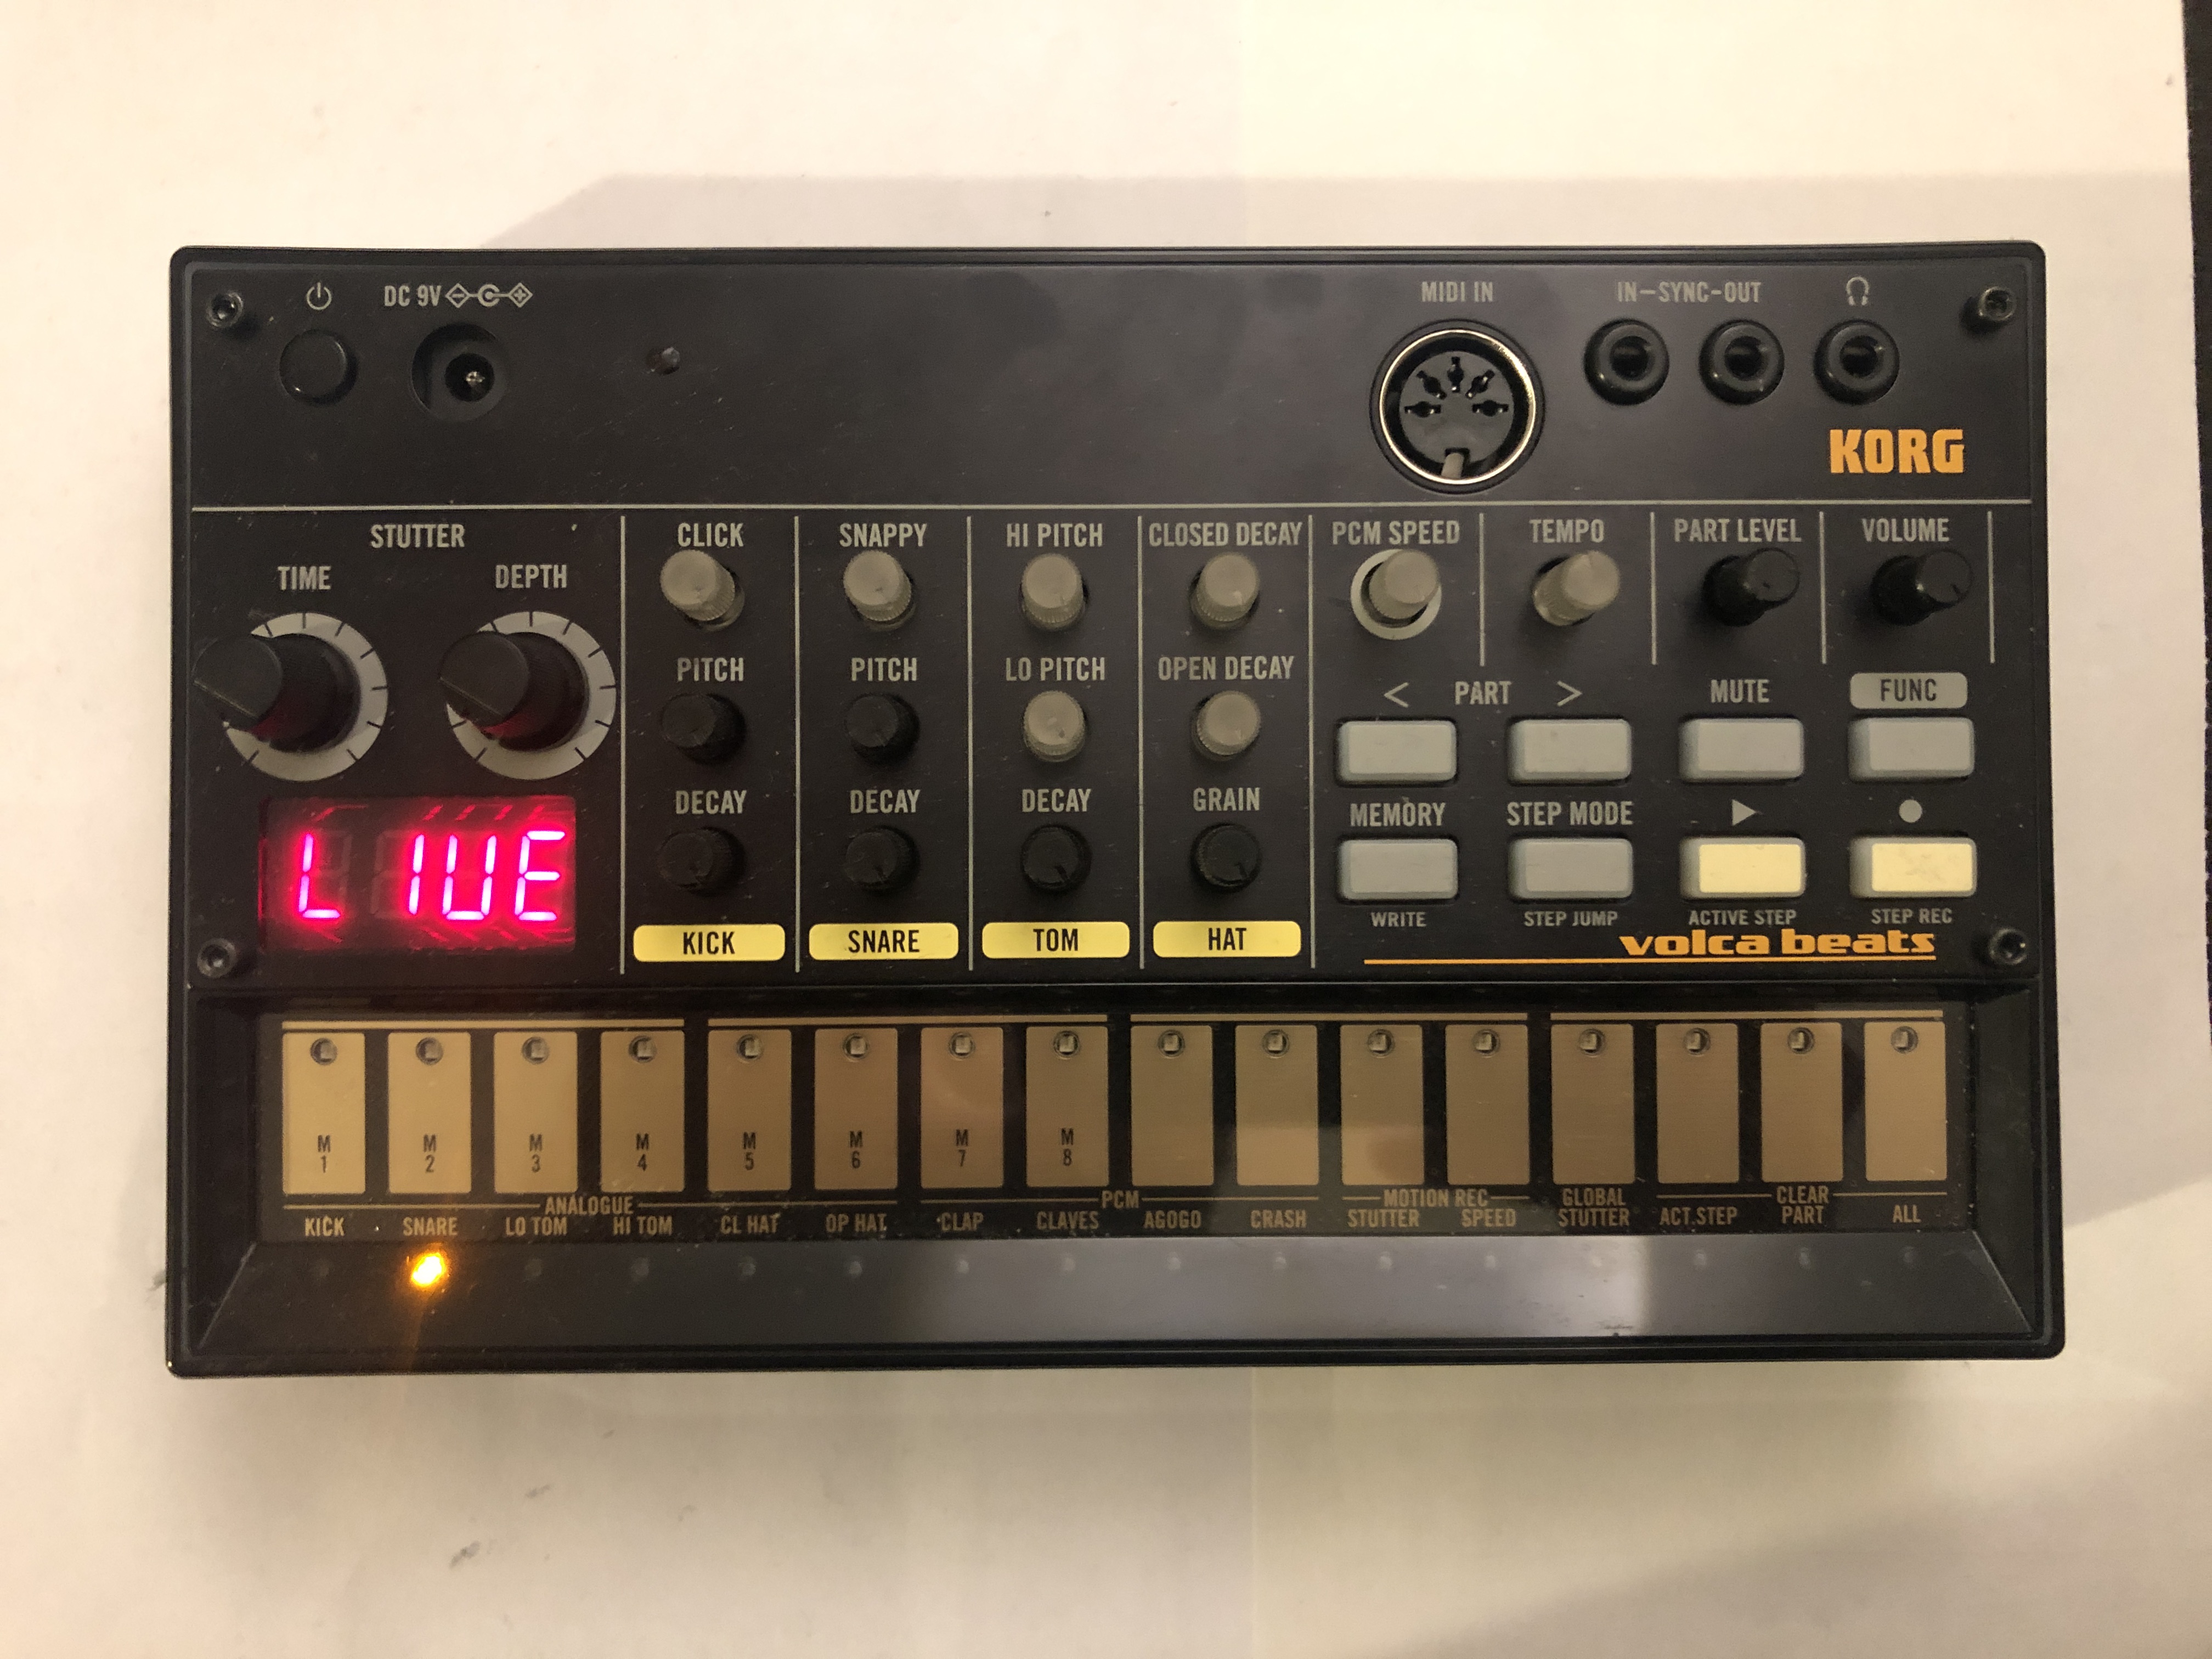 DC 9V
MIDI IN
IN–SYNC–OUT
KORG
STUTTER
TIME
DEPTH
CLICK
SNAPPY
HI PITCH
CLOSED DECAY
PCM SPEED
TEMPO
PART LEVEL
VOLUME
PITCH
PITCH
LO PITCH
OPEN DECAY
< PART >
MUTE
FUNC
DECAY
DECAY
DECAY
GRAIN
MEMORY
STEP MODE
WRITE
STEP JUMP
ACTIVE STEP
STEP REC
LIVE
KICK
SNARE
TOM
HAT
volca beats
M 1
M 2
M 3
M 4
M 5
M 6
M 7
M 8
ANALOGUE
PCM
MOTION REC
GLOBAL
CLEAR
KICK
SNARE
LO TOM
HI TOM
CL HAT
OP HAT
CLAP
CLAVES
AGOGO
CRASH
STUTTER
SPEED
STUTTER
ACT.STEP
PART
ALL